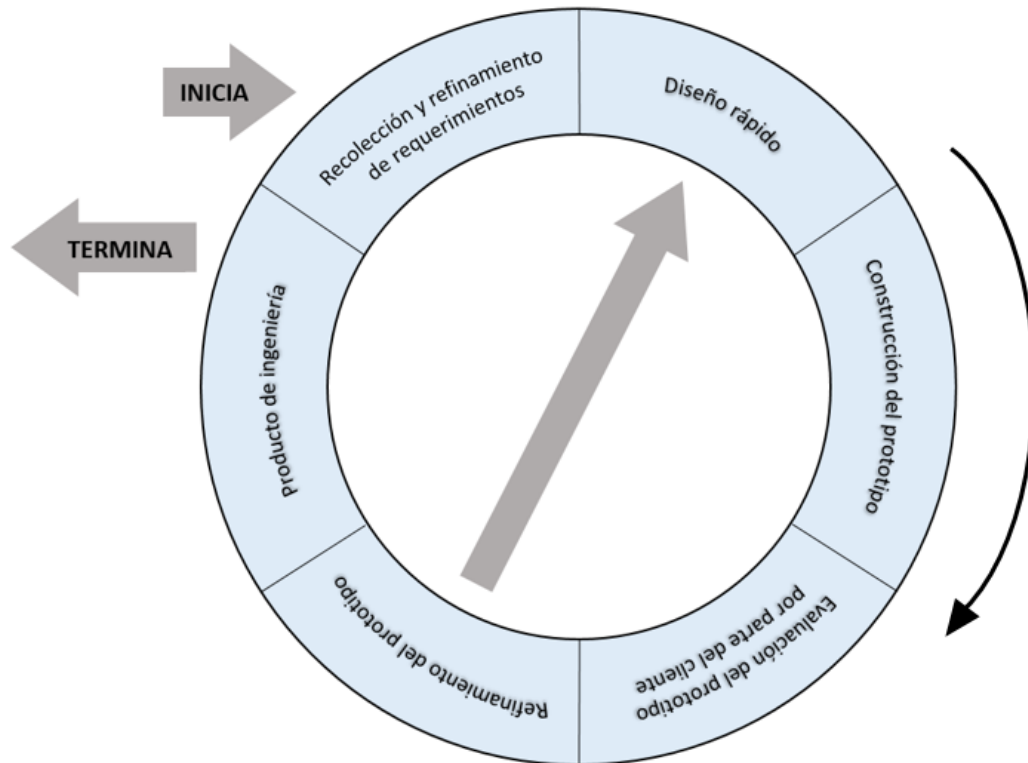 INICIA
Recolección y refinamiento
de requerimientos
Diseño rápido
Construcción del prototipo
Evaluación del prototipo
por parte del cliente
Refinamiento del prototipo
Producto de ingeniería
TERMINA